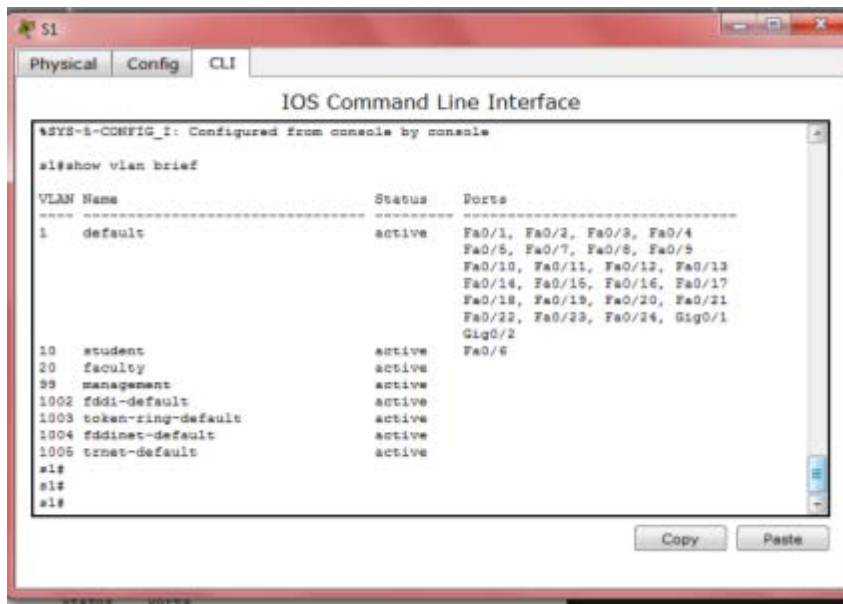 S1
Physical Config CLI
IOS Command Line Interface
%SYS-5-CONFIG_I: Configured from console by console
s1#show vlan brief
VLAN Name Status Ports
---- -------------------------------- --------- -------------------------------
1 default active Fa0/1, Fa0/2, Fa0/3, Fa0/4
Fa0/5, Fa0/7, Fa0/8, Fa0/9
Fa0/10, Fa0/11, Fa0/12, Fa0/13
Fa0/14, Fa0/15, Fa0/16, Fa0/17
Fa0/18, Fa0/19, Fa0/20, Fa0/21
Fa0/22, Fa0/23, Fa0/24, Gig0/1
Gig0/2
10 student active Fa0/6
20 faculty active
99 management active
1002 fddi-default active
1003 token-ring-default active
1004 fddinet-default active
1005 trnet-default active
s1#
s1#
s1#
Copy Paste